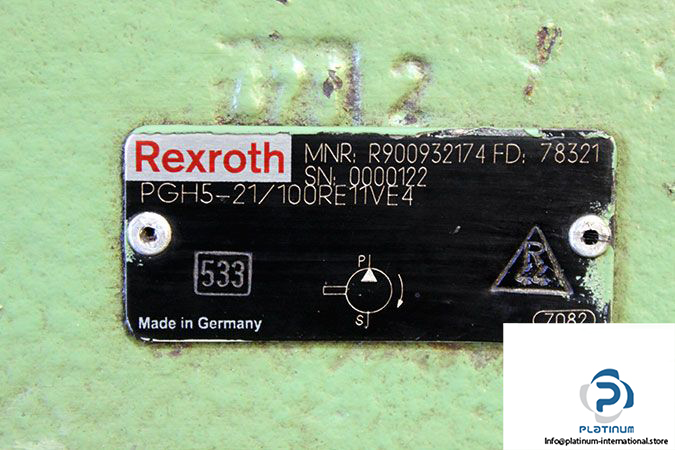 Rexroth MNR: R900932174 FD: 78321
SN: 0000122
PGH5-21/100RE11VE4
533
P
S
Made in Germany
7082
PLATINUM
Info@platinum-international.store